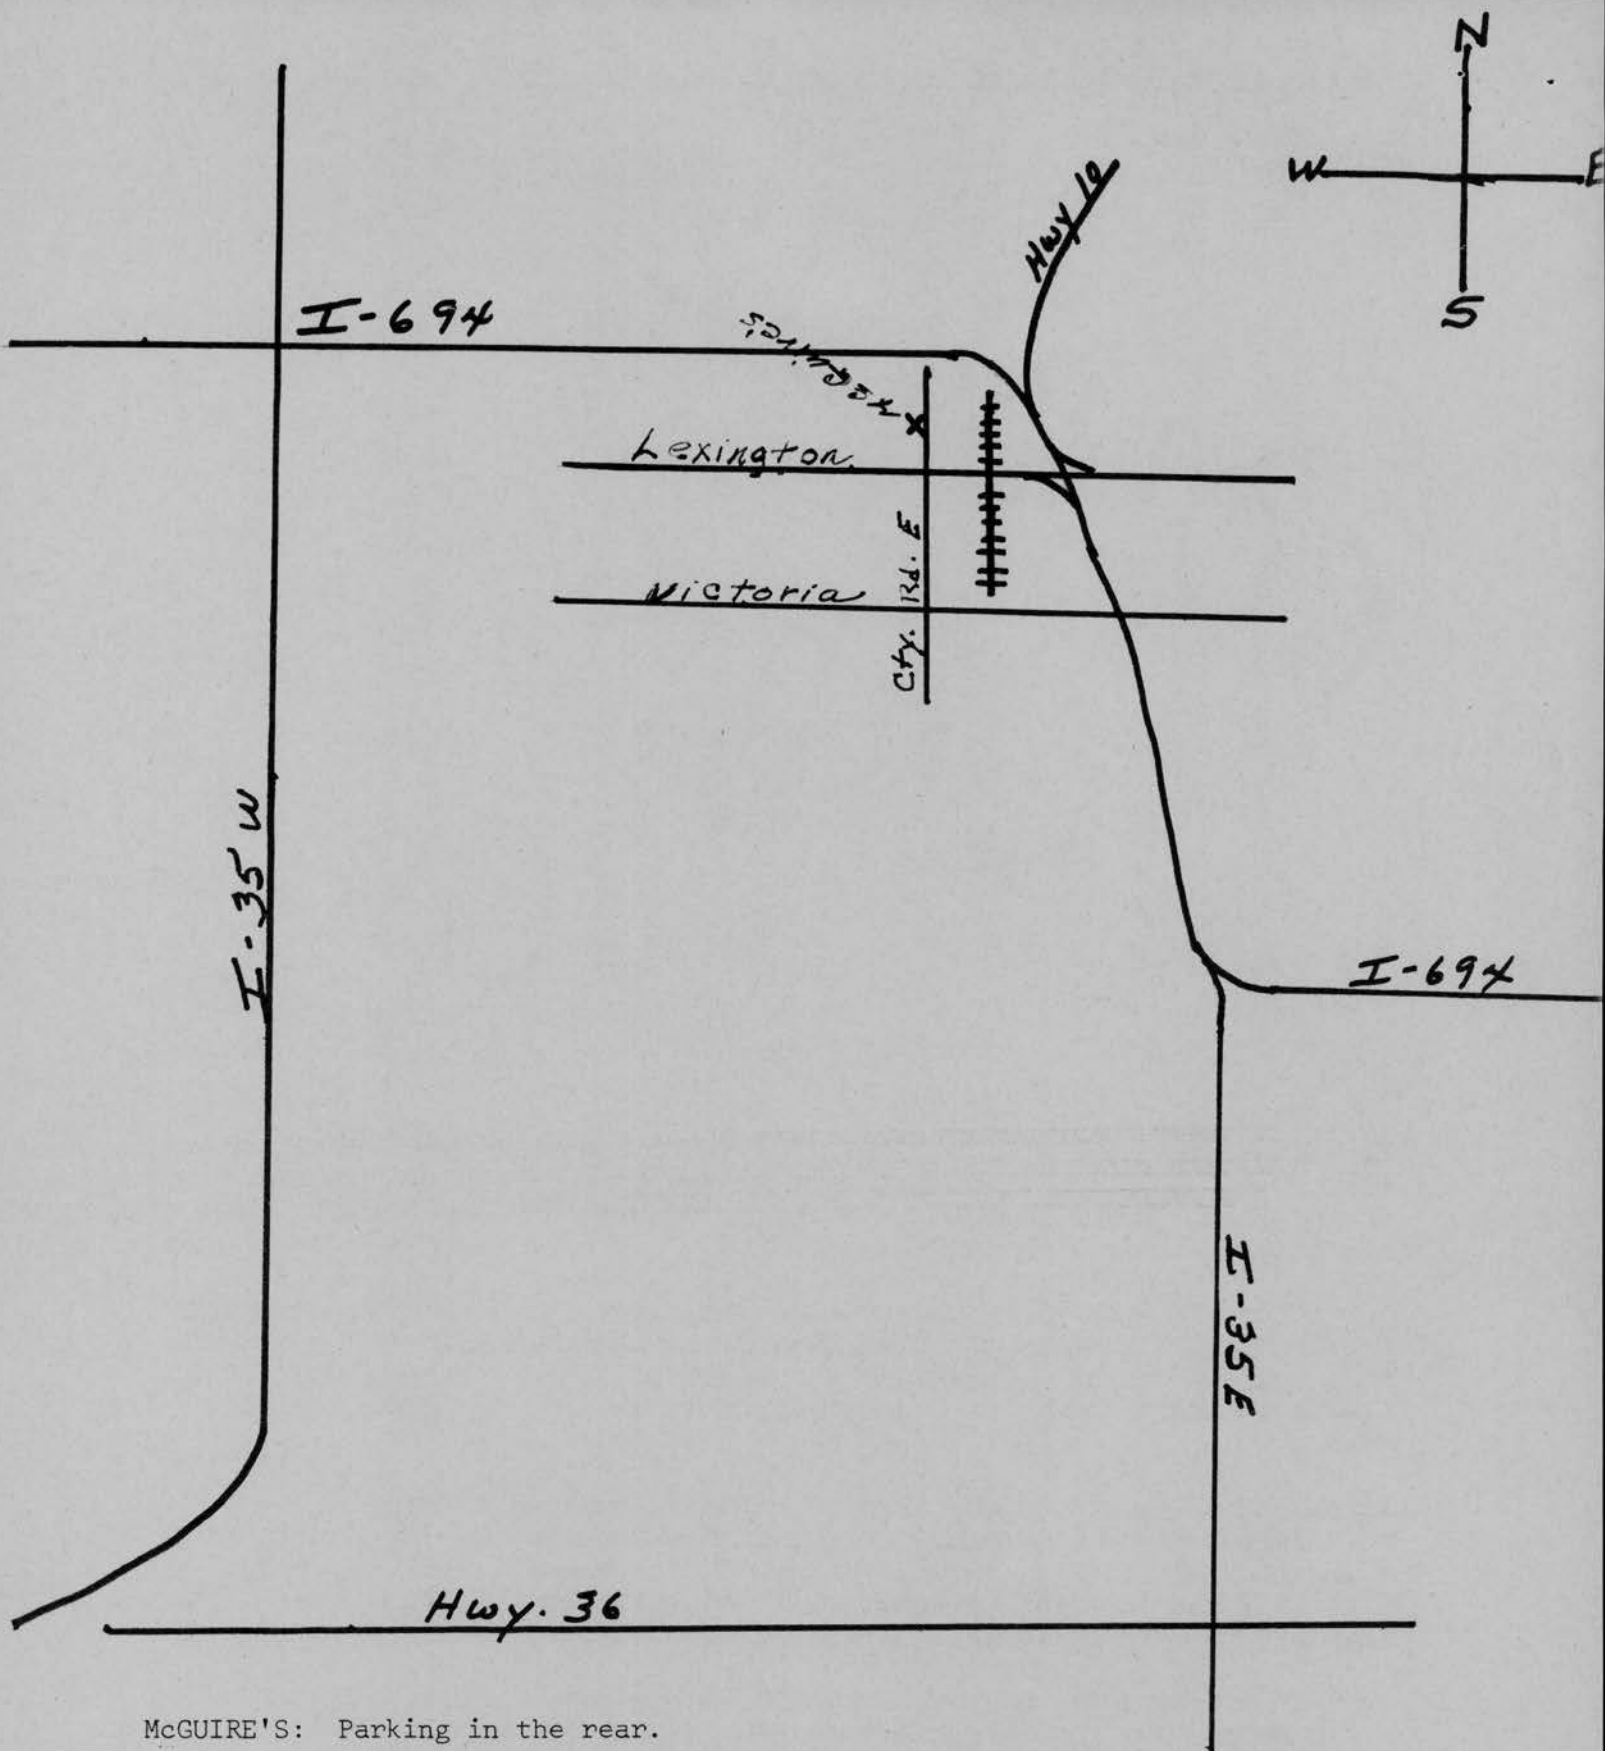 N
Hwy 10
W E
I-694
S
McGuire's
X
Lexington
Cty. Rd. E
Victoria
I-35W
I-694
I-35E
Hwy. 36
McGUIRE'S: Parking in the rear.